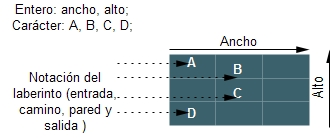 Entero: ancho, alto;
Carácter: A, B, C, D;
Ancho
A
Notación del
B
laberinto (entrada,
C
camino, pared y
salida )
D
Alto